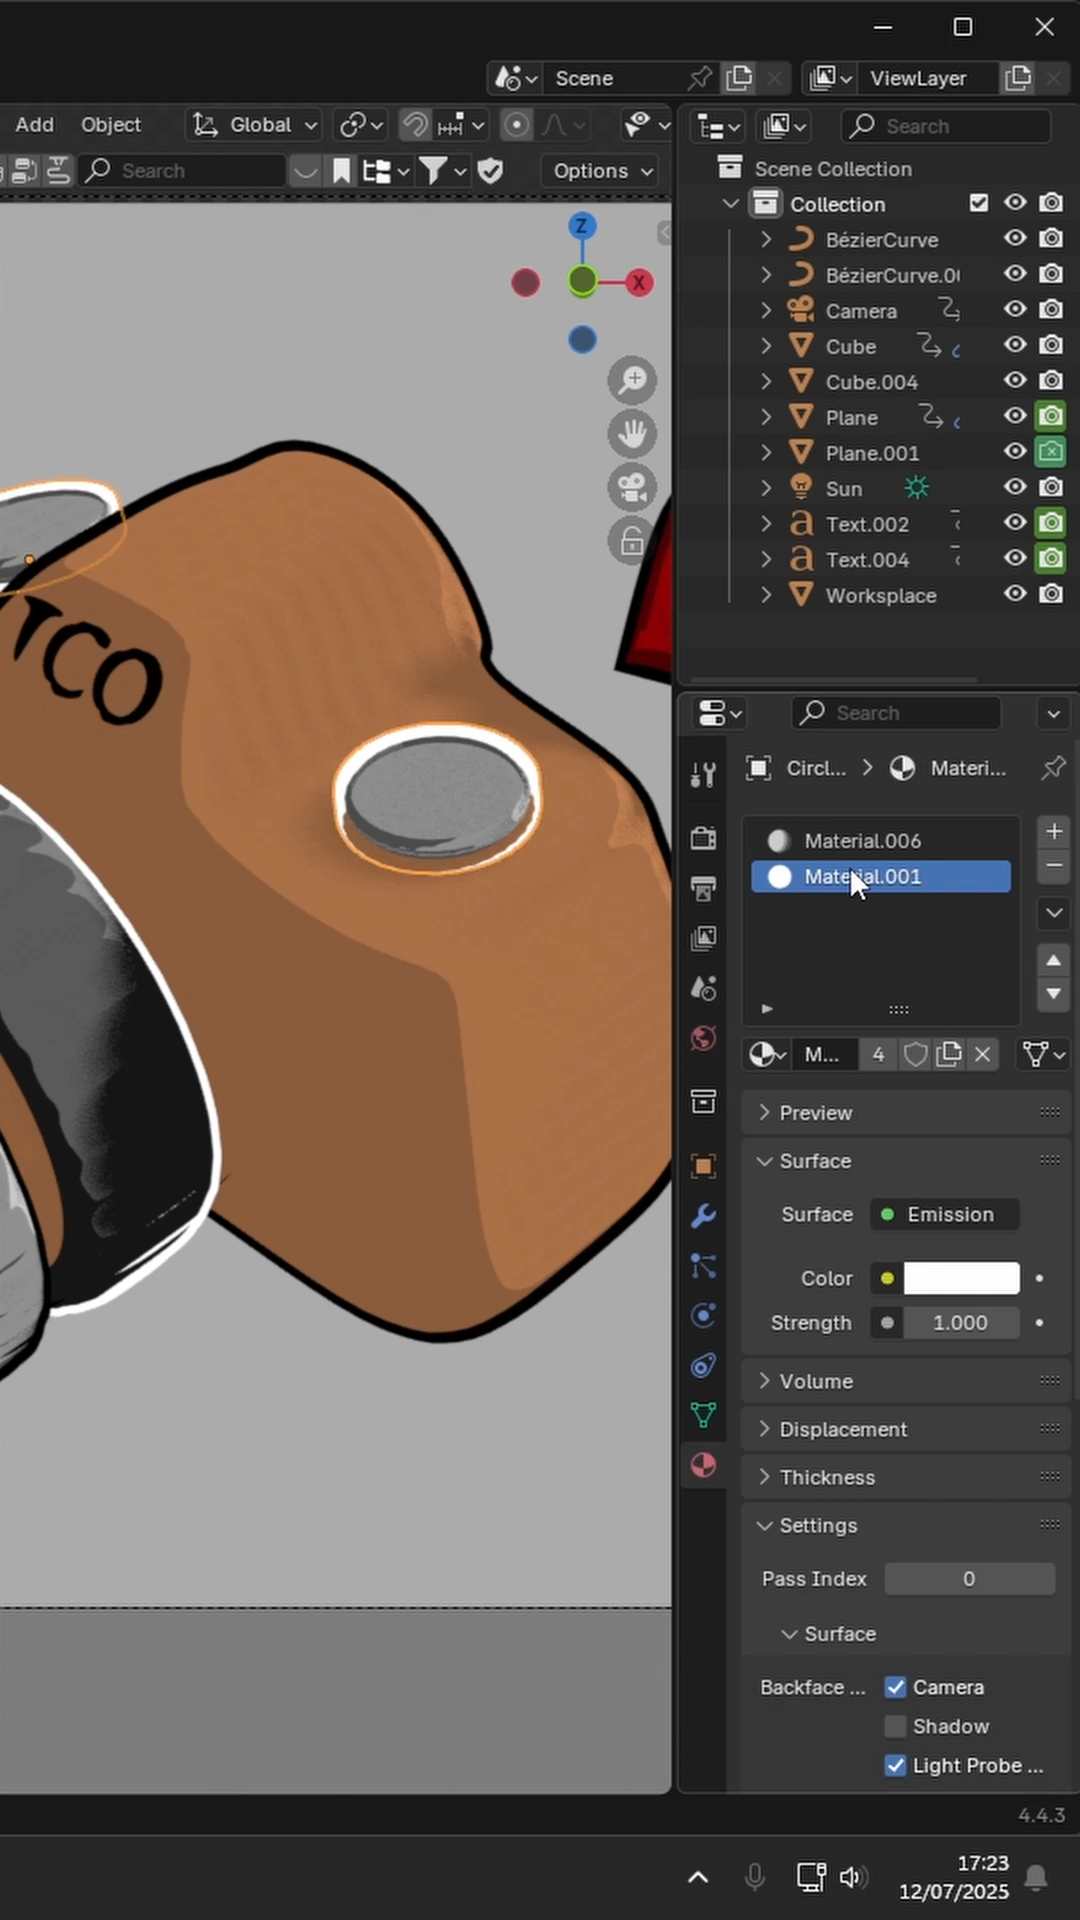 Scene
ViewLayer
Add Object Global
Search
Search
Options
Scene Collection
Collection
BézierCurve
BézierCurve.0
Camera
Cube
Cube.004
Plane
Plane.001
Sun
Text.002
Text.004
Worksplace
Z
X
CO
Search
Circl... > Materi...
Material.006
Material.001
M... 4
Preview
Surface
Surface Emission
Color
Strength 1.000
Volume
Displacement
Thickness
Settings
Pass Index 0
Surface
Backface ... Camera
Shadow
Light Probe ...
4.4.3
17:23
12/07/2025